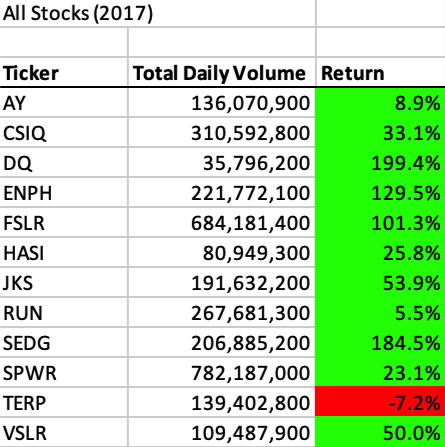 All Stocks (2017)
Ticker Total Daily Volume Return
AY 136,070,900 8.9%
CSIQ 310,592,800 33.1%
DQ 35,796,200 199.4%
ENPH 221,772,100 129.5%
FSLR 684,181,400 101.3%
HASI 80,949,300 25.8%
JKS 191,632,200 53.9%
RUN 267,681,300 5.5%
SEDG 206,885,200 184.5%
SPWR 782,187,000 23.1%
TERP 139,402,800 -7.2%
VSLR 109,487,900 50.0%